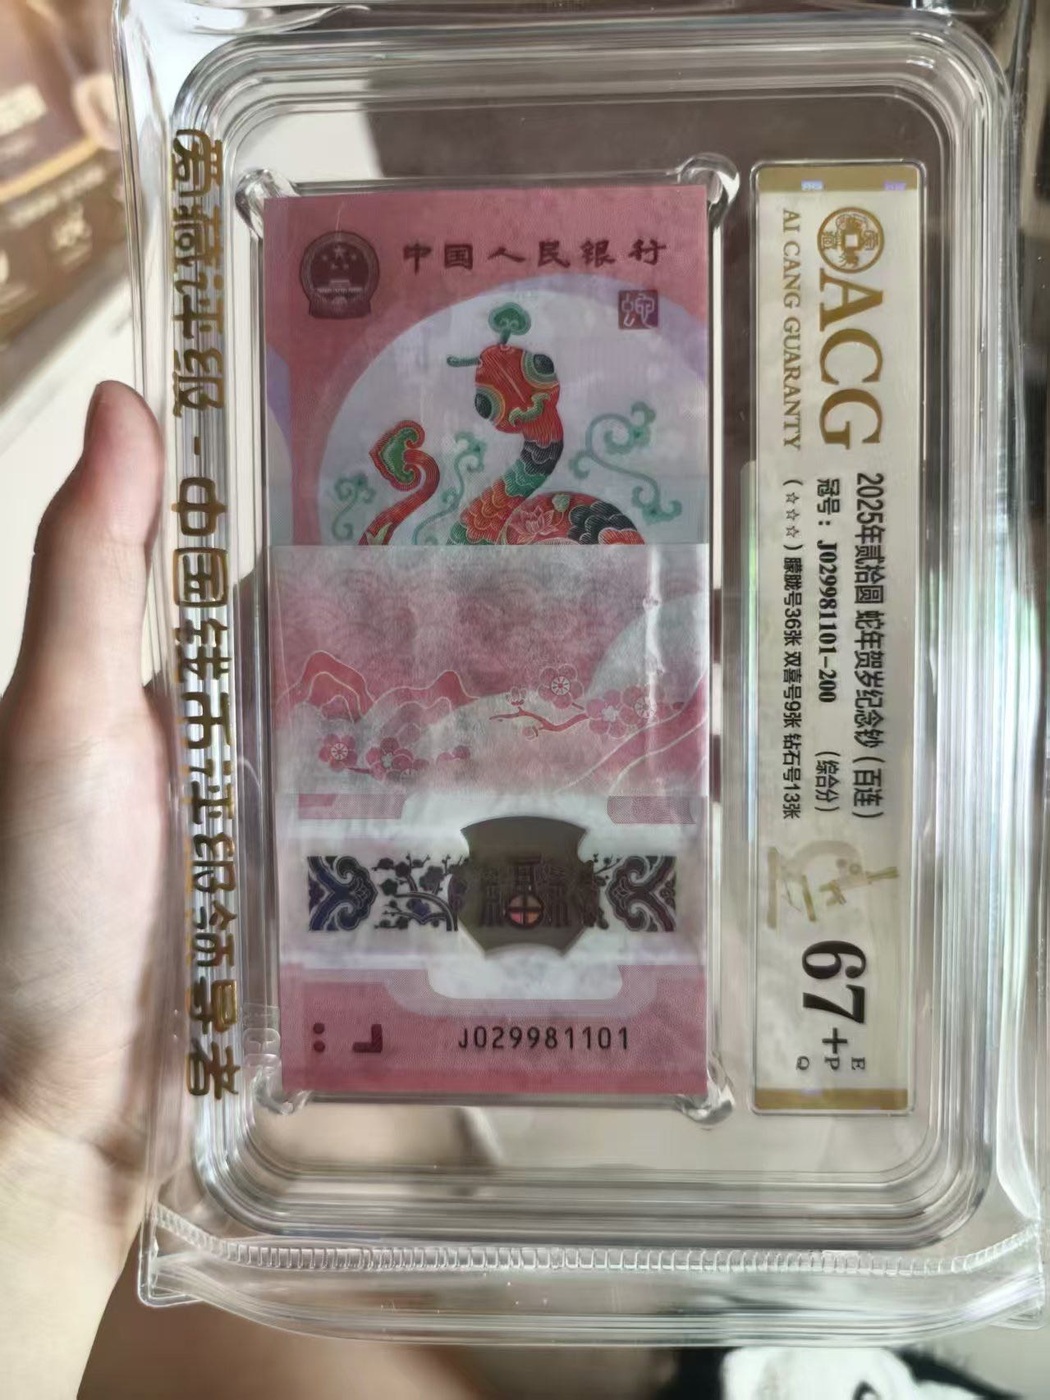 爱藏评级-中国钱币评级领导者
中国人民银行
J029981101
ACG
AI CANG GUARANTY
2025年贰拾圆 蛇年贺岁纪念钞（百连）
冠号：J029981101-200 （综合分）
（☆☆☆）朦胧号36张 双喜号9张 钻石号13张
67+
E
P
Q